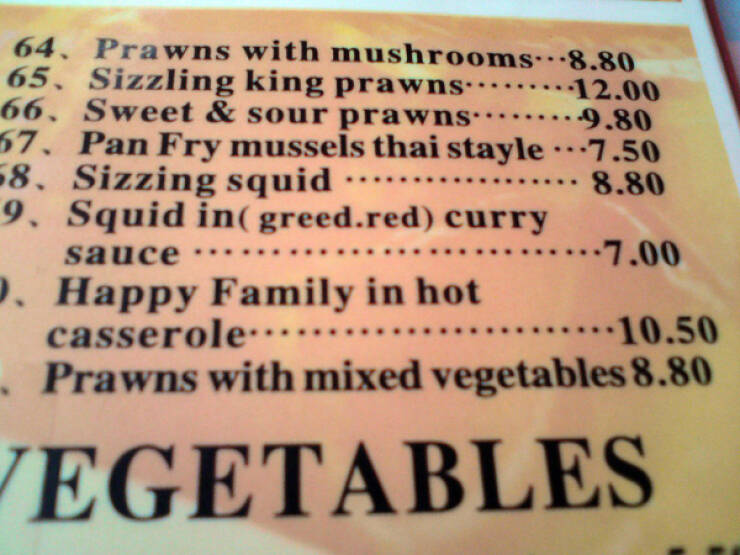 64、Prawns with mushrooms···8.80
65、Sizzling king prawns·········12.00
66、Sweet & sour prawns·········9.80
67、Pan Fry mussels thai stayle ···7.50
68、Sizzing squid ·················· 8.80
9、Squid in( greed.red) curry
sauce ······························7.00
、Happy Family in hot
casserole··························10.50
. Prawns with mixed vegetables 8.80
VEGETABLES